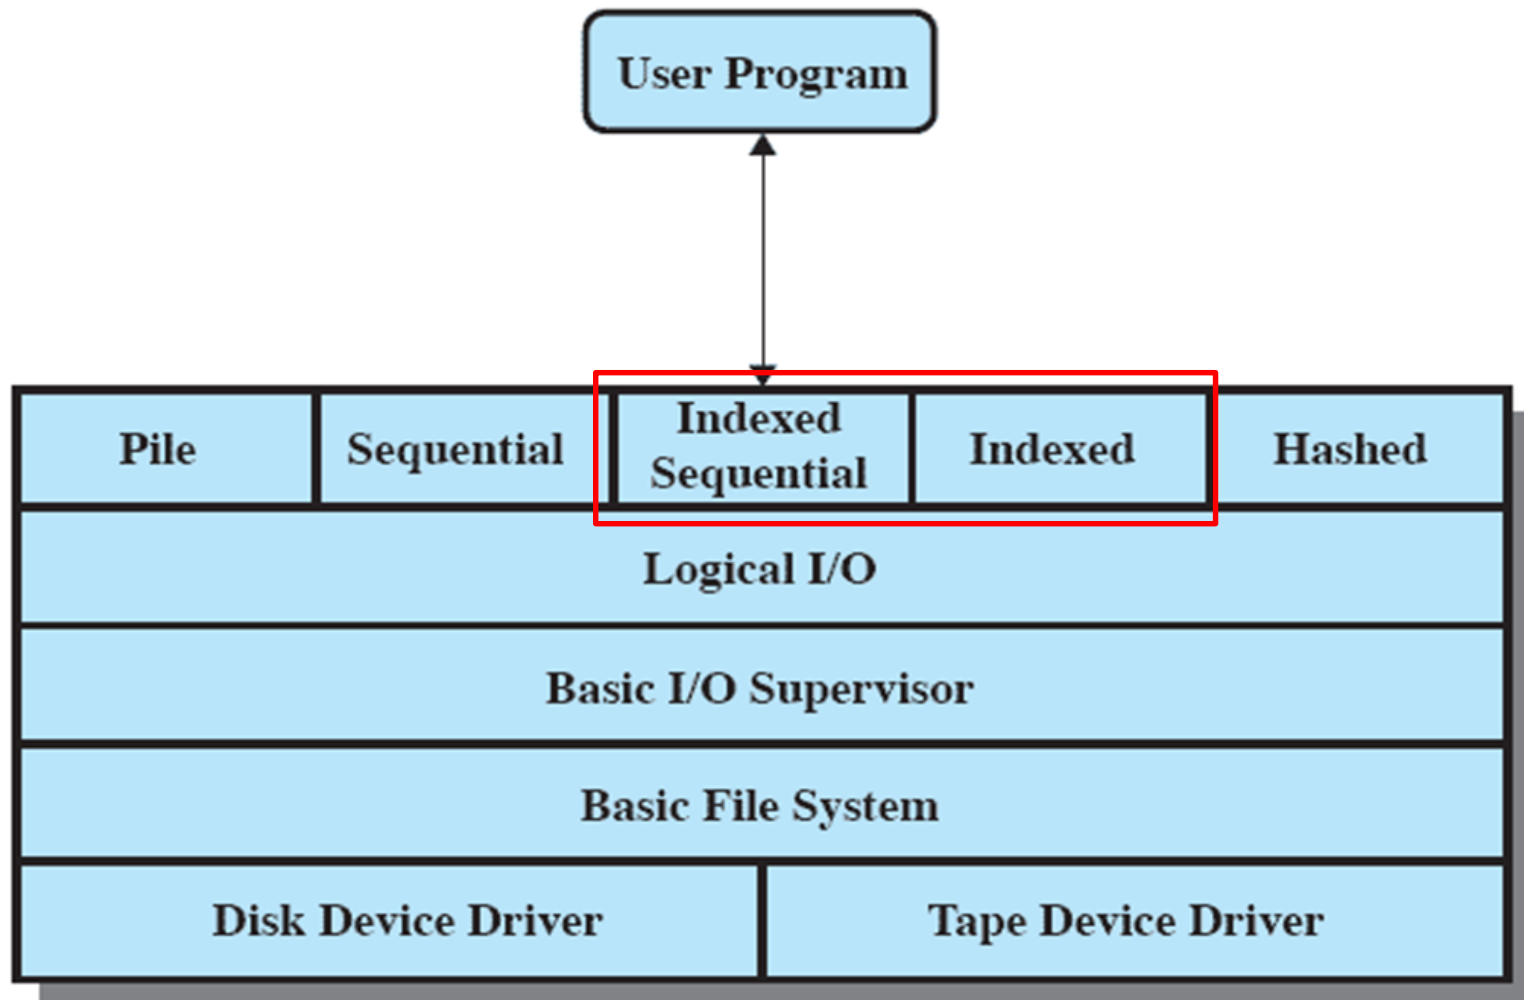 User Program
Pile
Sequential
Indexed
Sequential
Indexed
Hashed
Logical I/O
Basic I/O Supervisor
Basic File System
Disk Device Driver
Tape Device Driver